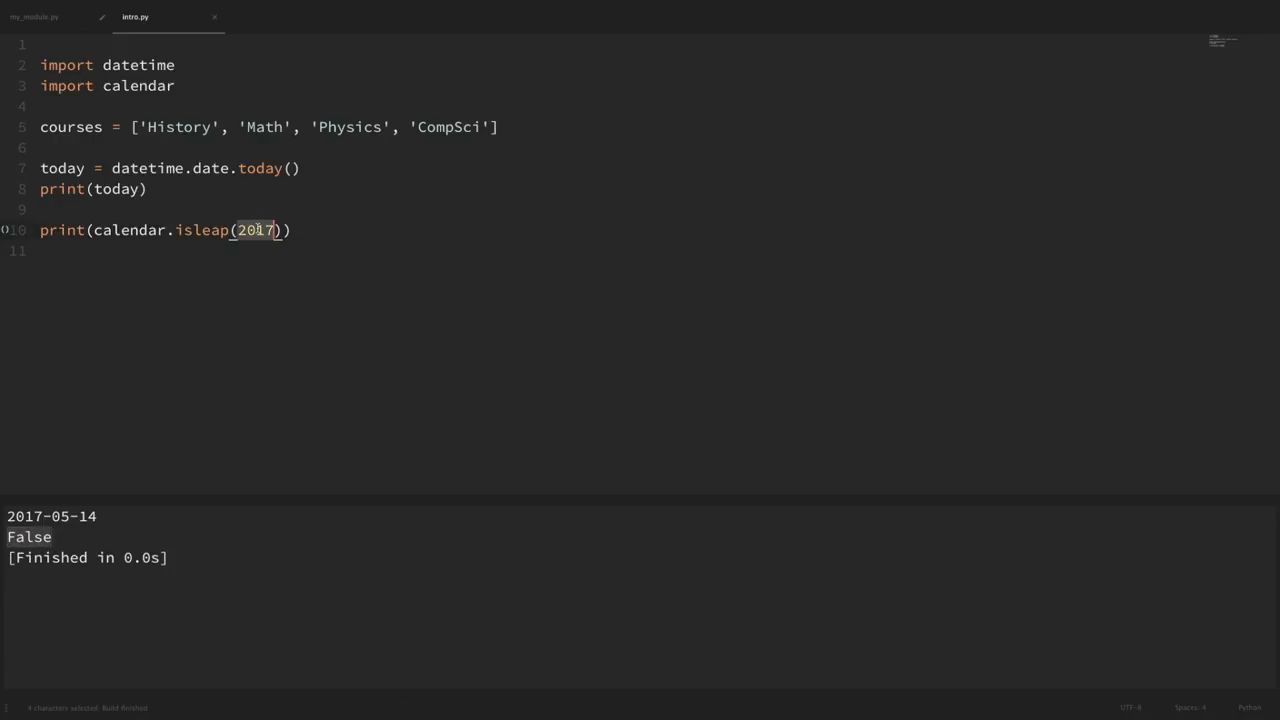 my_module.py intro.py ×
1
2 import datetime
3 import calendar
4
5 courses = ['History', 'Math', 'Physics', 'CompSci']
6
7 today = datetime.date.today()
8 print(today)
9
()10 print(calendar.isleap(2017))
11
2017-05-14
False
[Finished in 0.0s]
4 characters selected; Build finished UTF-8 Spaces: 4 Python